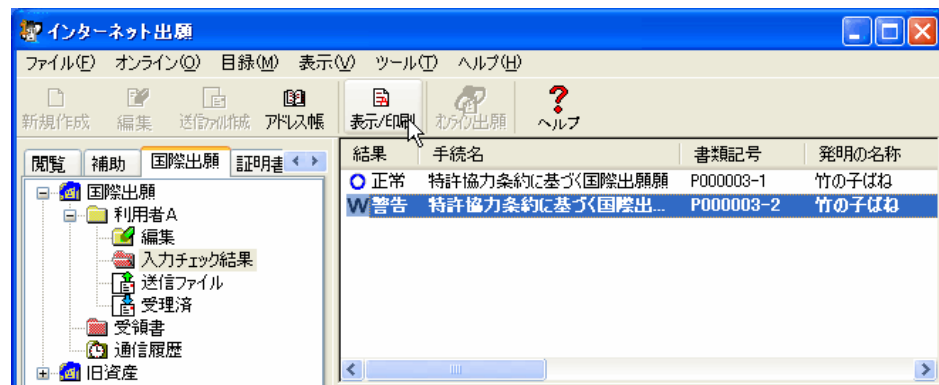 インターネット出願
ファイル(F) オンライン(O) 目録(M) 表示(V) ツール(T) ヘルプ(H)
新規作成 編集 送信ファイル作成 アドレス帳 表示/印刷 オンライン出願 ヘルプ
閲覧 補助 国際出願 証明書
国際出願
利用者A
編集
入力チェック結果
送信ファイル
受理済
受領書
通信履歴
旧資産
結果 手続名 書類記号 発明の名称
正常 特許協力条約に基づく国際出願願 P000003-1 竹の子ばね
W 警告 特許協力条約に基づく国際出... P000003-2 竹の子ばね